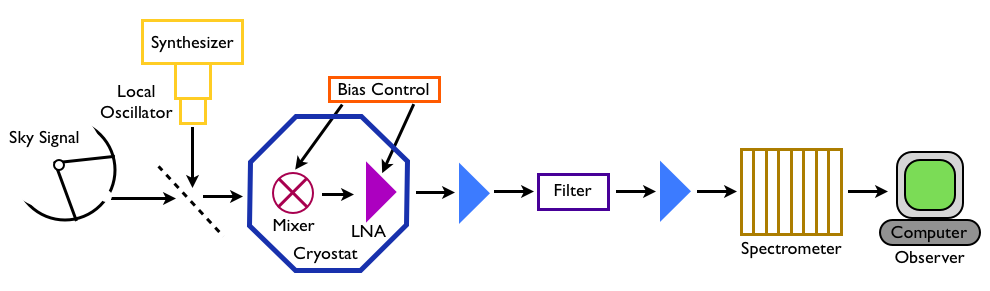 Synthesizer
Local
Oscillator
Sky Signal
Bias Control
Mixer
LNA
Cryostat
Filter
Spectrometer
Computer
Observer